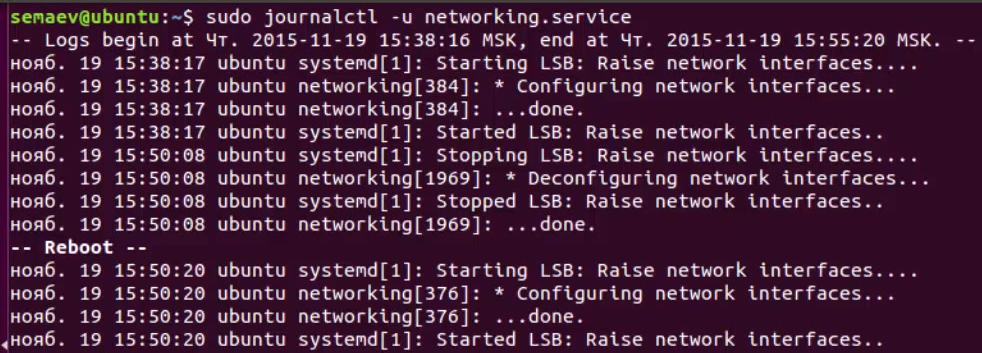 semaev@ubuntu:~$ sudo journalctl -u networking.service
-- Logs begin at Чт. 2015-11-19 15:38:16 MSK, end at Чт. 2015-11-19 15:55:20 MSK. --
нояб. 19 15:38:17 ubuntu systemd[1]: Starting LSB: Raise network interfaces....
нояб. 19 15:38:17 ubuntu networking[384]: * Configuring network interfaces...
нояб. 19 15:38:17 ubuntu networking[384]: ...done.
нояб. 19 15:38:17 ubuntu systemd[1]: Started LSB: Raise network interfaces..
нояб. 19 15:50:08 ubuntu systemd[1]: Stopping LSB: Raise network interfaces....
нояб. 19 15:50:08 ubuntu networking[1969]: * Deconfiguring network interfaces...
нояб. 19 15:50:08 ubuntu systemd[1]: Stopped LSB: Raise network interfaces..
нояб. 19 15:50:08 ubuntu networking[1969]: ...done.
-- Reboot --
нояб. 19 15:50:20 ubuntu systemd[1]: Starting LSB: Raise network interfaces....
нояб. 19 15:50:20 ubuntu networking[376]: * Configuring network interfaces...
нояб. 19 15:50:20 ubuntu networking[376]: ...done.
нояб. 19 15:50:20 ubuntu systemd[1]: Started LSB: Raise network interfaces..